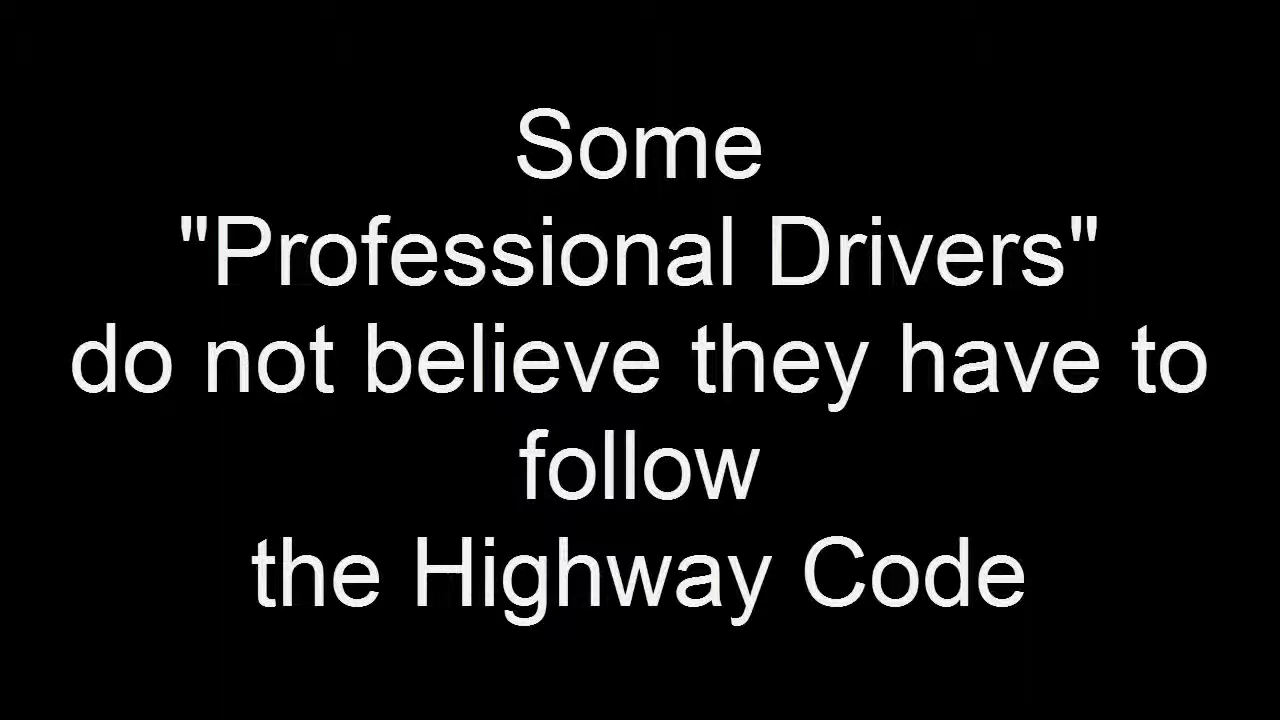 Some
"Professional Drivers"
do not believe they have to
follow
the Highway Code